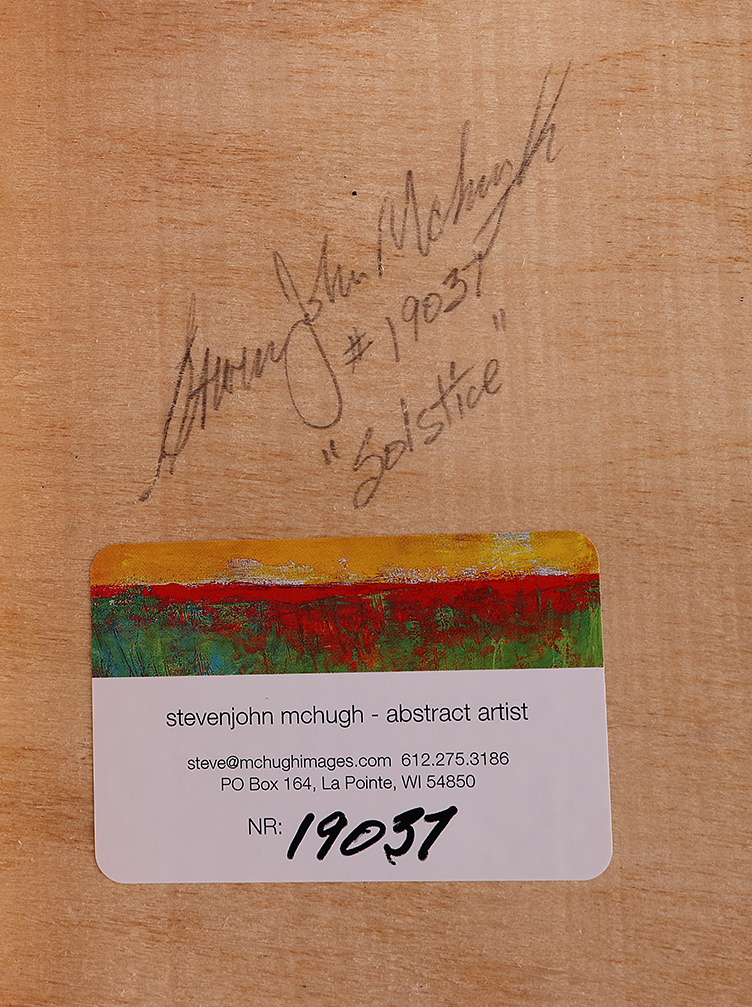 StevenJohn McHugh
# 19037
"Solstice"
stevenjohn mchugh - abstract artist
steve@mchughimages.com 612.275.3186
PO Box 164, La Pointe, WI 54850
NR: 19037